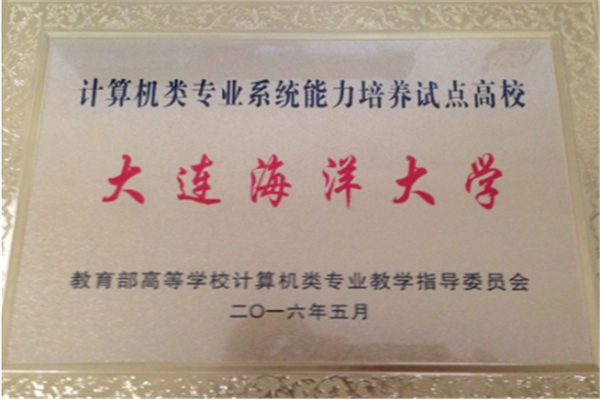 计算机类专业系统能力培养试点高校
大连海洋大学
教育部高等学校计算机类专业教学指导委员会
二〇一六年五月